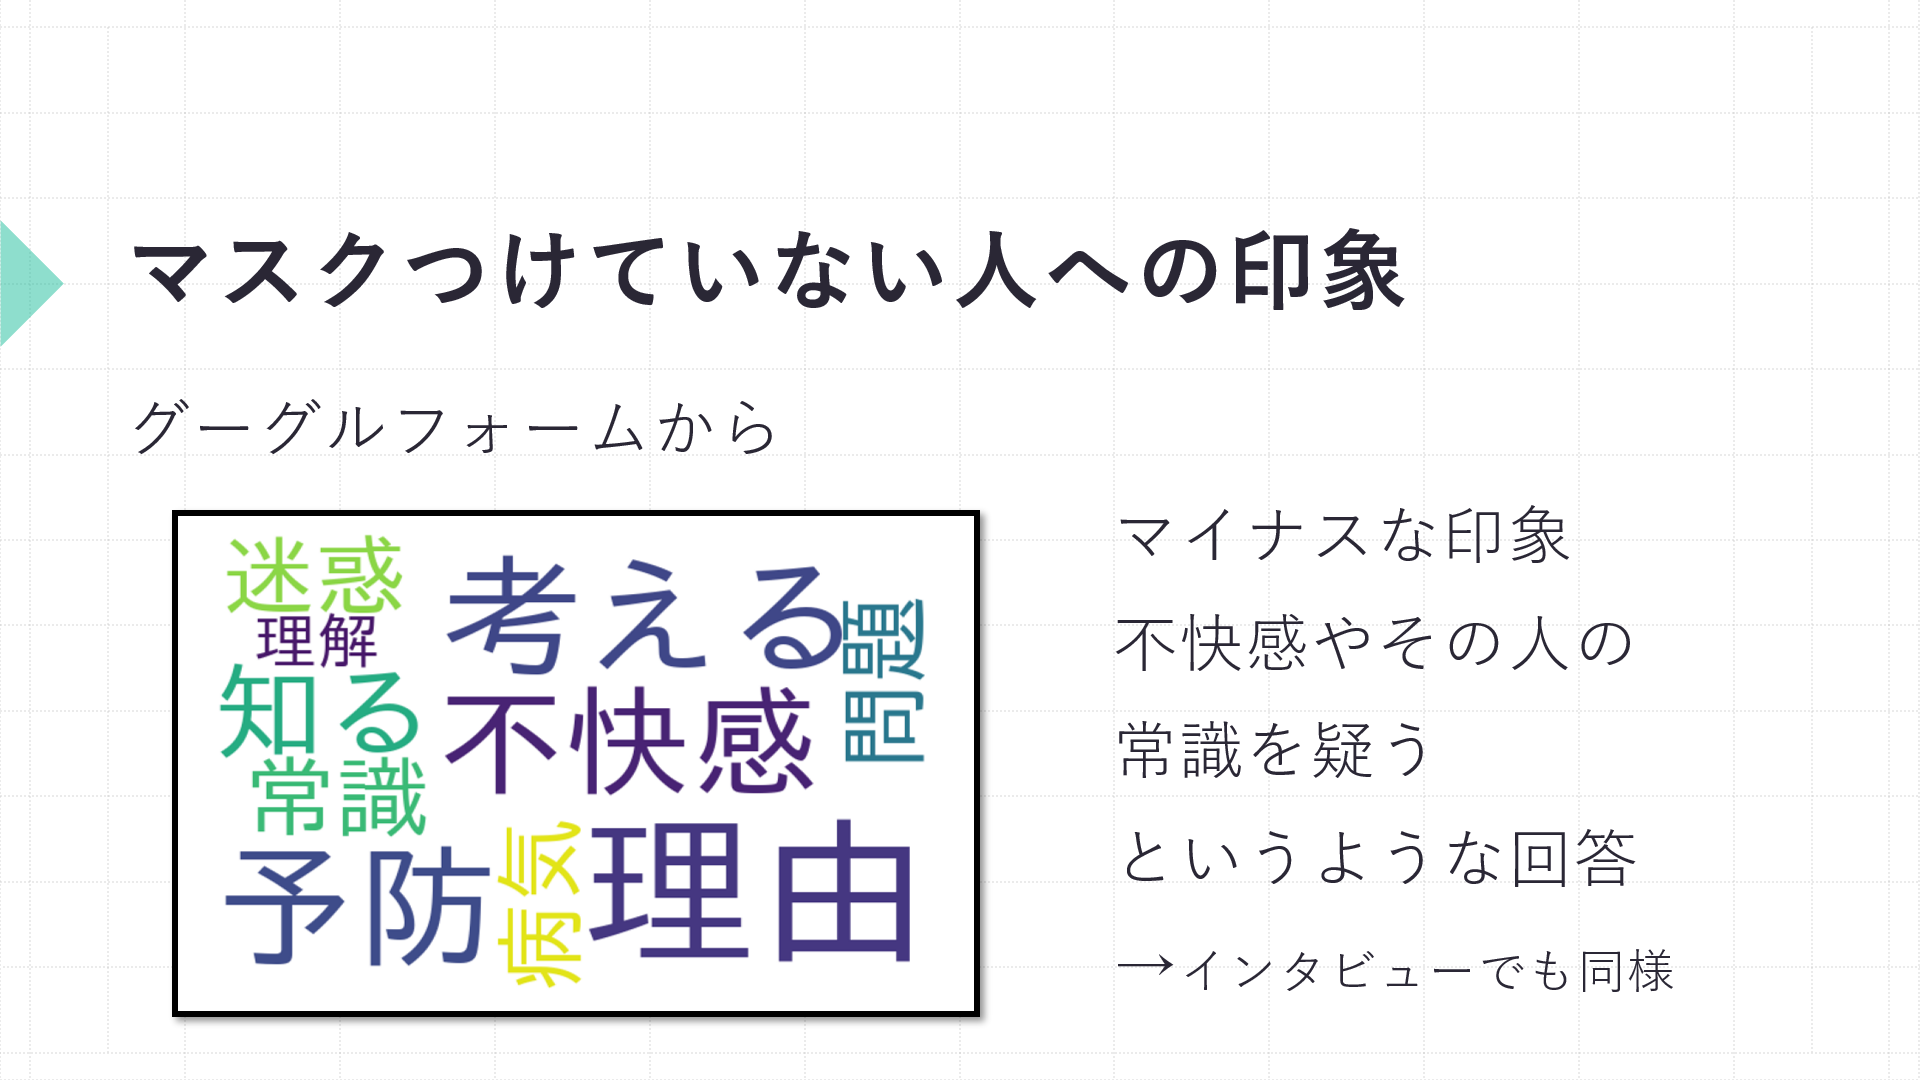 マスクつけていない人への印象
グーグルフォームから
迷惑
理解
知る
常識
予防
考える
不快感
問題
病気
理由
マイナスな印象
不快感やその人の
常識を疑う
というような回答
→インタビューでも同様